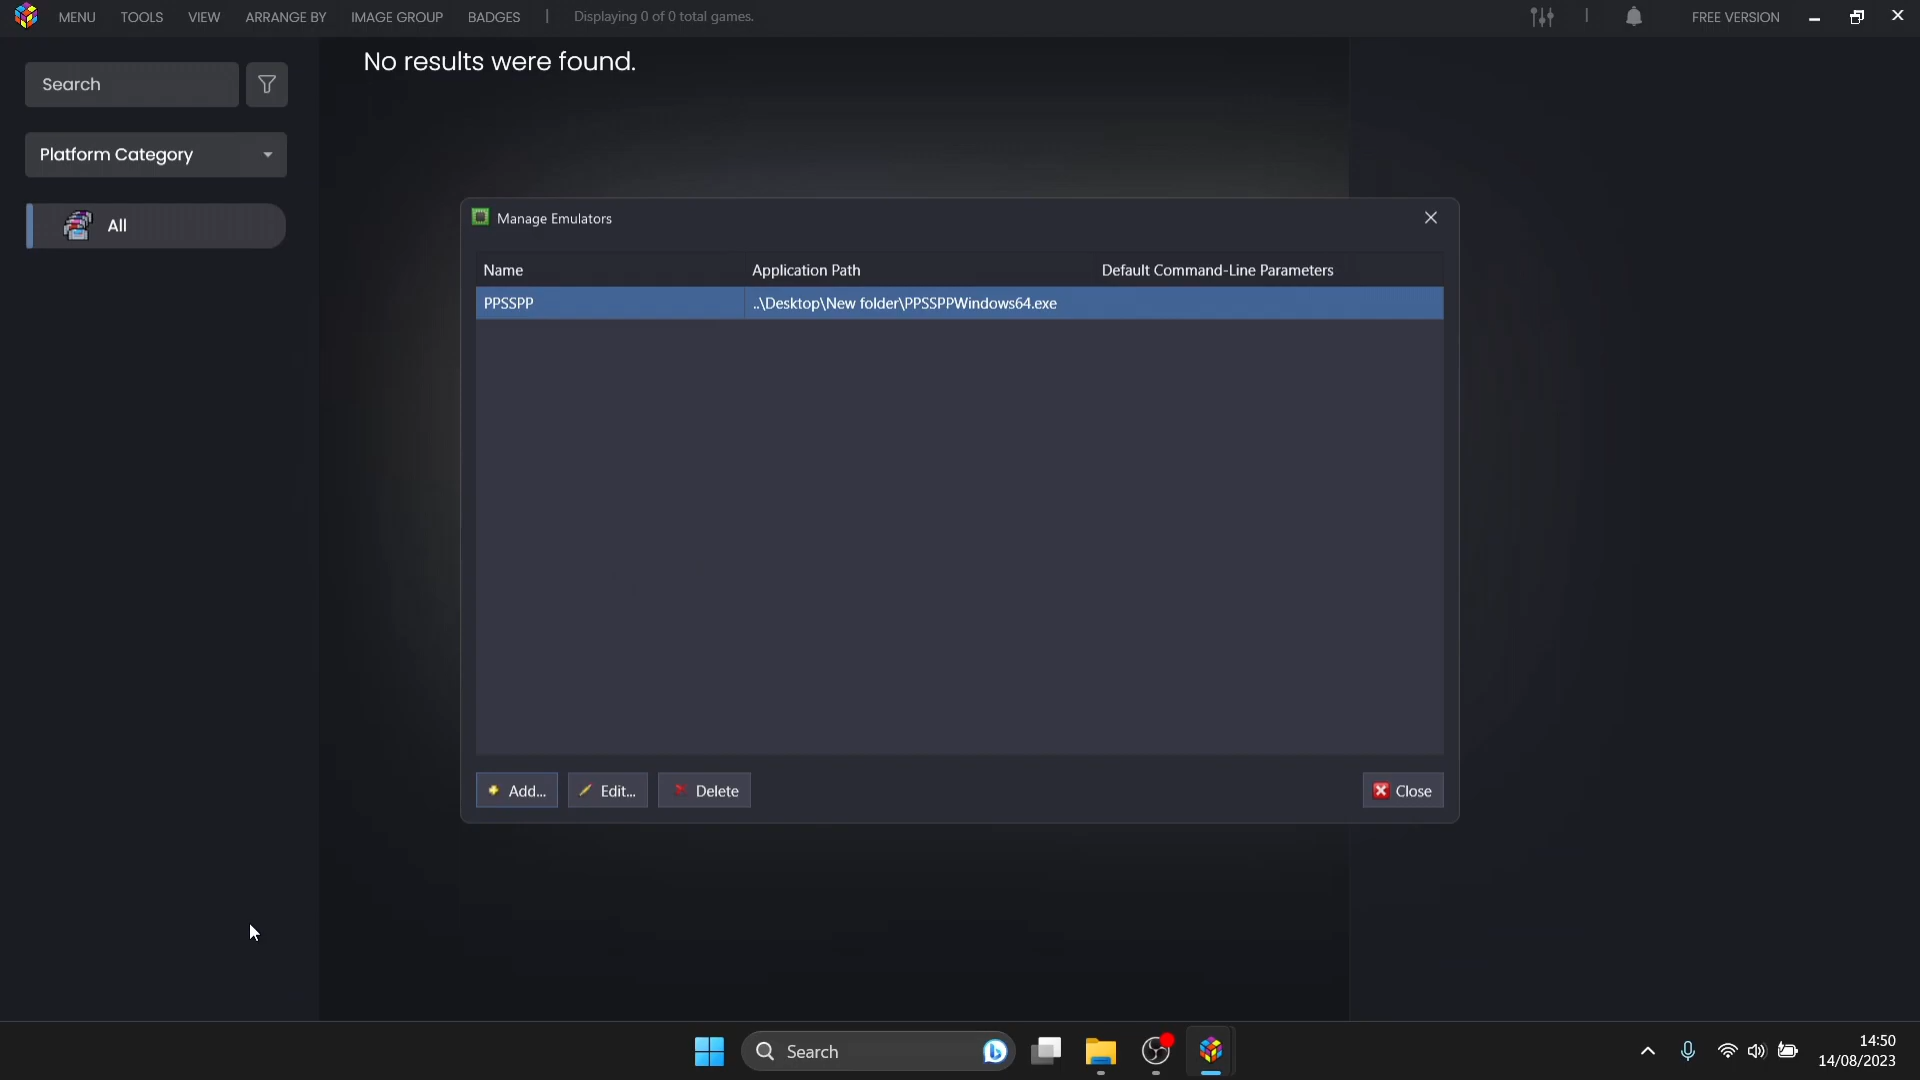 MENU TOOLS VIEW ARRANGE BY IMAGE GROUP BADGES | Displaying 0 of 0 total games. | FREE VERSION
No results were found.
Search
Platform Category
All
Manage Emulators
Name Application Path Default Command-Line Parameters
PPSSPP ..\Desktop\New folder\PPSSPPWindows64.exe
Add... Edit... Delete Close
Search
14:50
14/08/2023